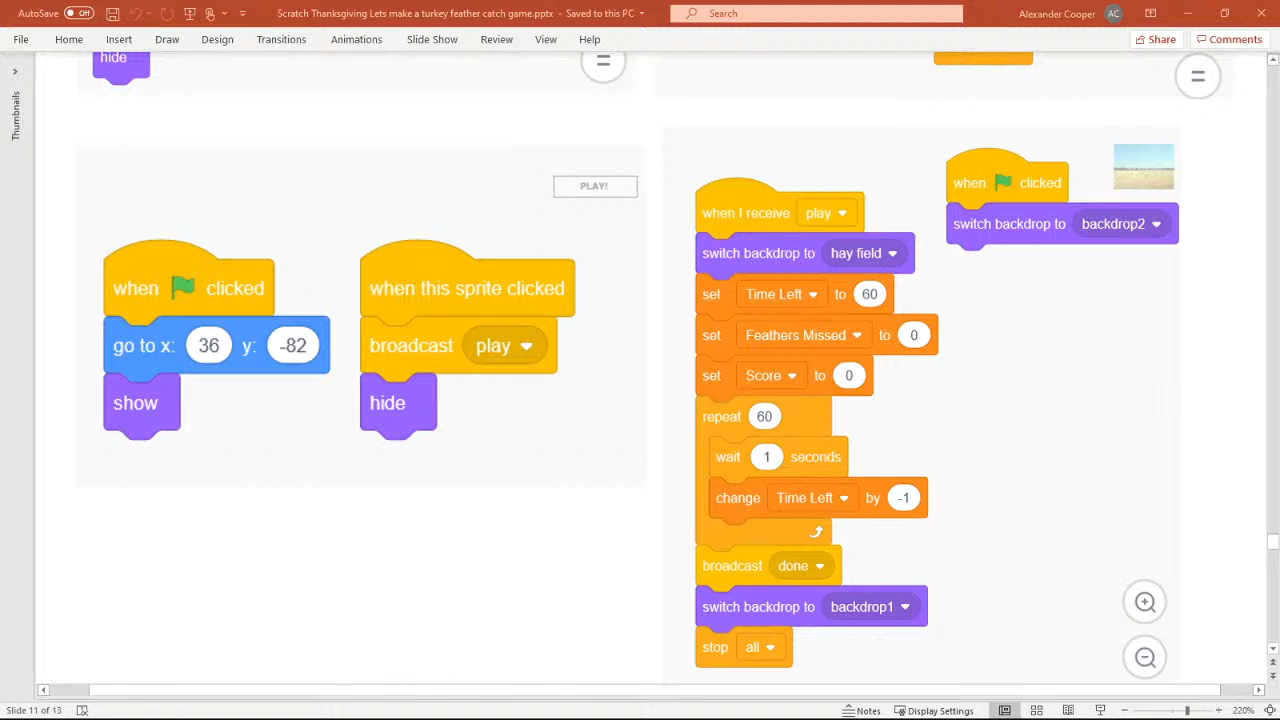 AutoSave Off Scratch Thanksgiving Lets make a turkey feather catch game.pptx • Saved to this PC Search Alexander Cooper AC
File Home Insert Draw Design Transitions Animations Slide Show Review View Help Share Comments
hide
Thumbnails
PLAY!
when clicked
go to x: 36 y: -82
show
when this sprite clicked
broadcast play
hide
when I receive play
switch backdrop to hay field
set Time Left to 60
set Feathers Missed to 0
set Score to 0
repeat 60
wait 1 seconds
change Time Left by -1
broadcast done
switch backdrop to backdrop1
stop all
when clicked
switch backdrop to backdrop2
Slide 11 of 13 Notes Display Settings 220%